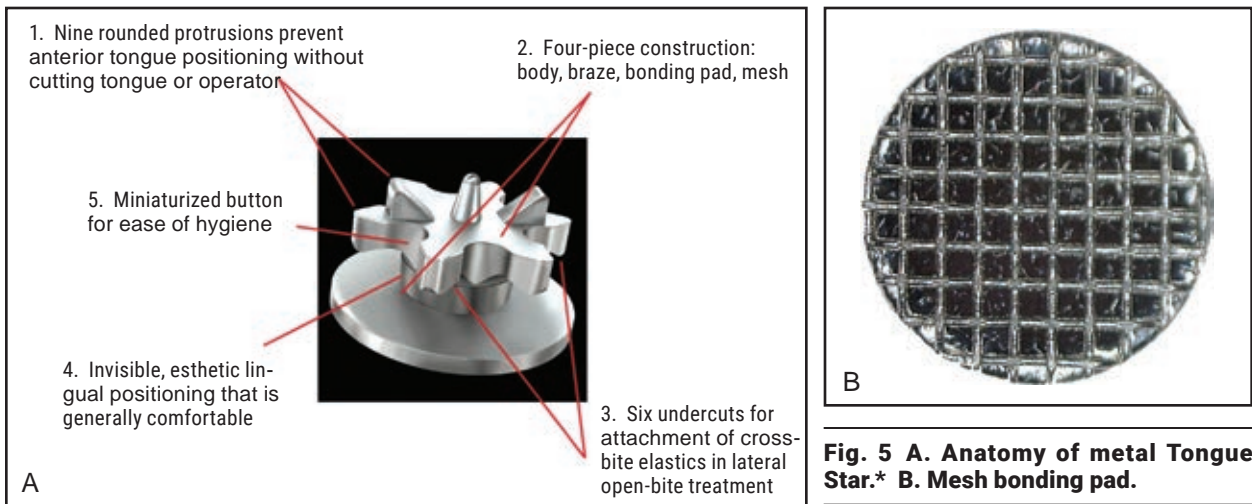 1. Nine rounded protrusions prevent
anterior tongue positioning without
cutting tongue or operator
2. Four-piece construction:
body, braze, bonding pad, mesh
5. Miniaturized button
for ease of hygiene
4. Invisible, esthetic lin-
gual positioning that is
generally comfortable
3. Six undercuts for
attachment of cross-
bite elastics in lateral
open-bite treatment
A
B
Fig. 5 A. Anatomy of metal Tongue
Star.* B. Mesh bonding pad.